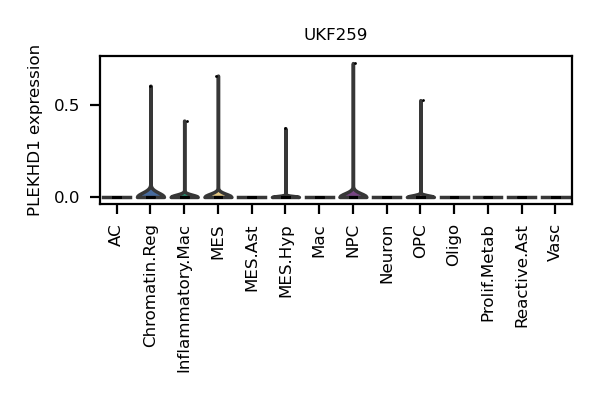 UKF259
PLEKHD1 expression
0.5
0.0
AC
Chromatin.Reg
Inflammatory.Mac
MES
MES.Ast
MES.Hyp
Mac
NPC
Neuron
OPC
Oligo
Prolif.Metab
Reactive.Ast
Vasc